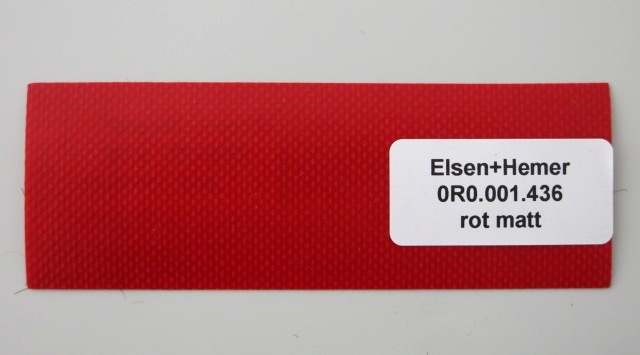 Elsen+Hemer
0R0.001.436
rot matt